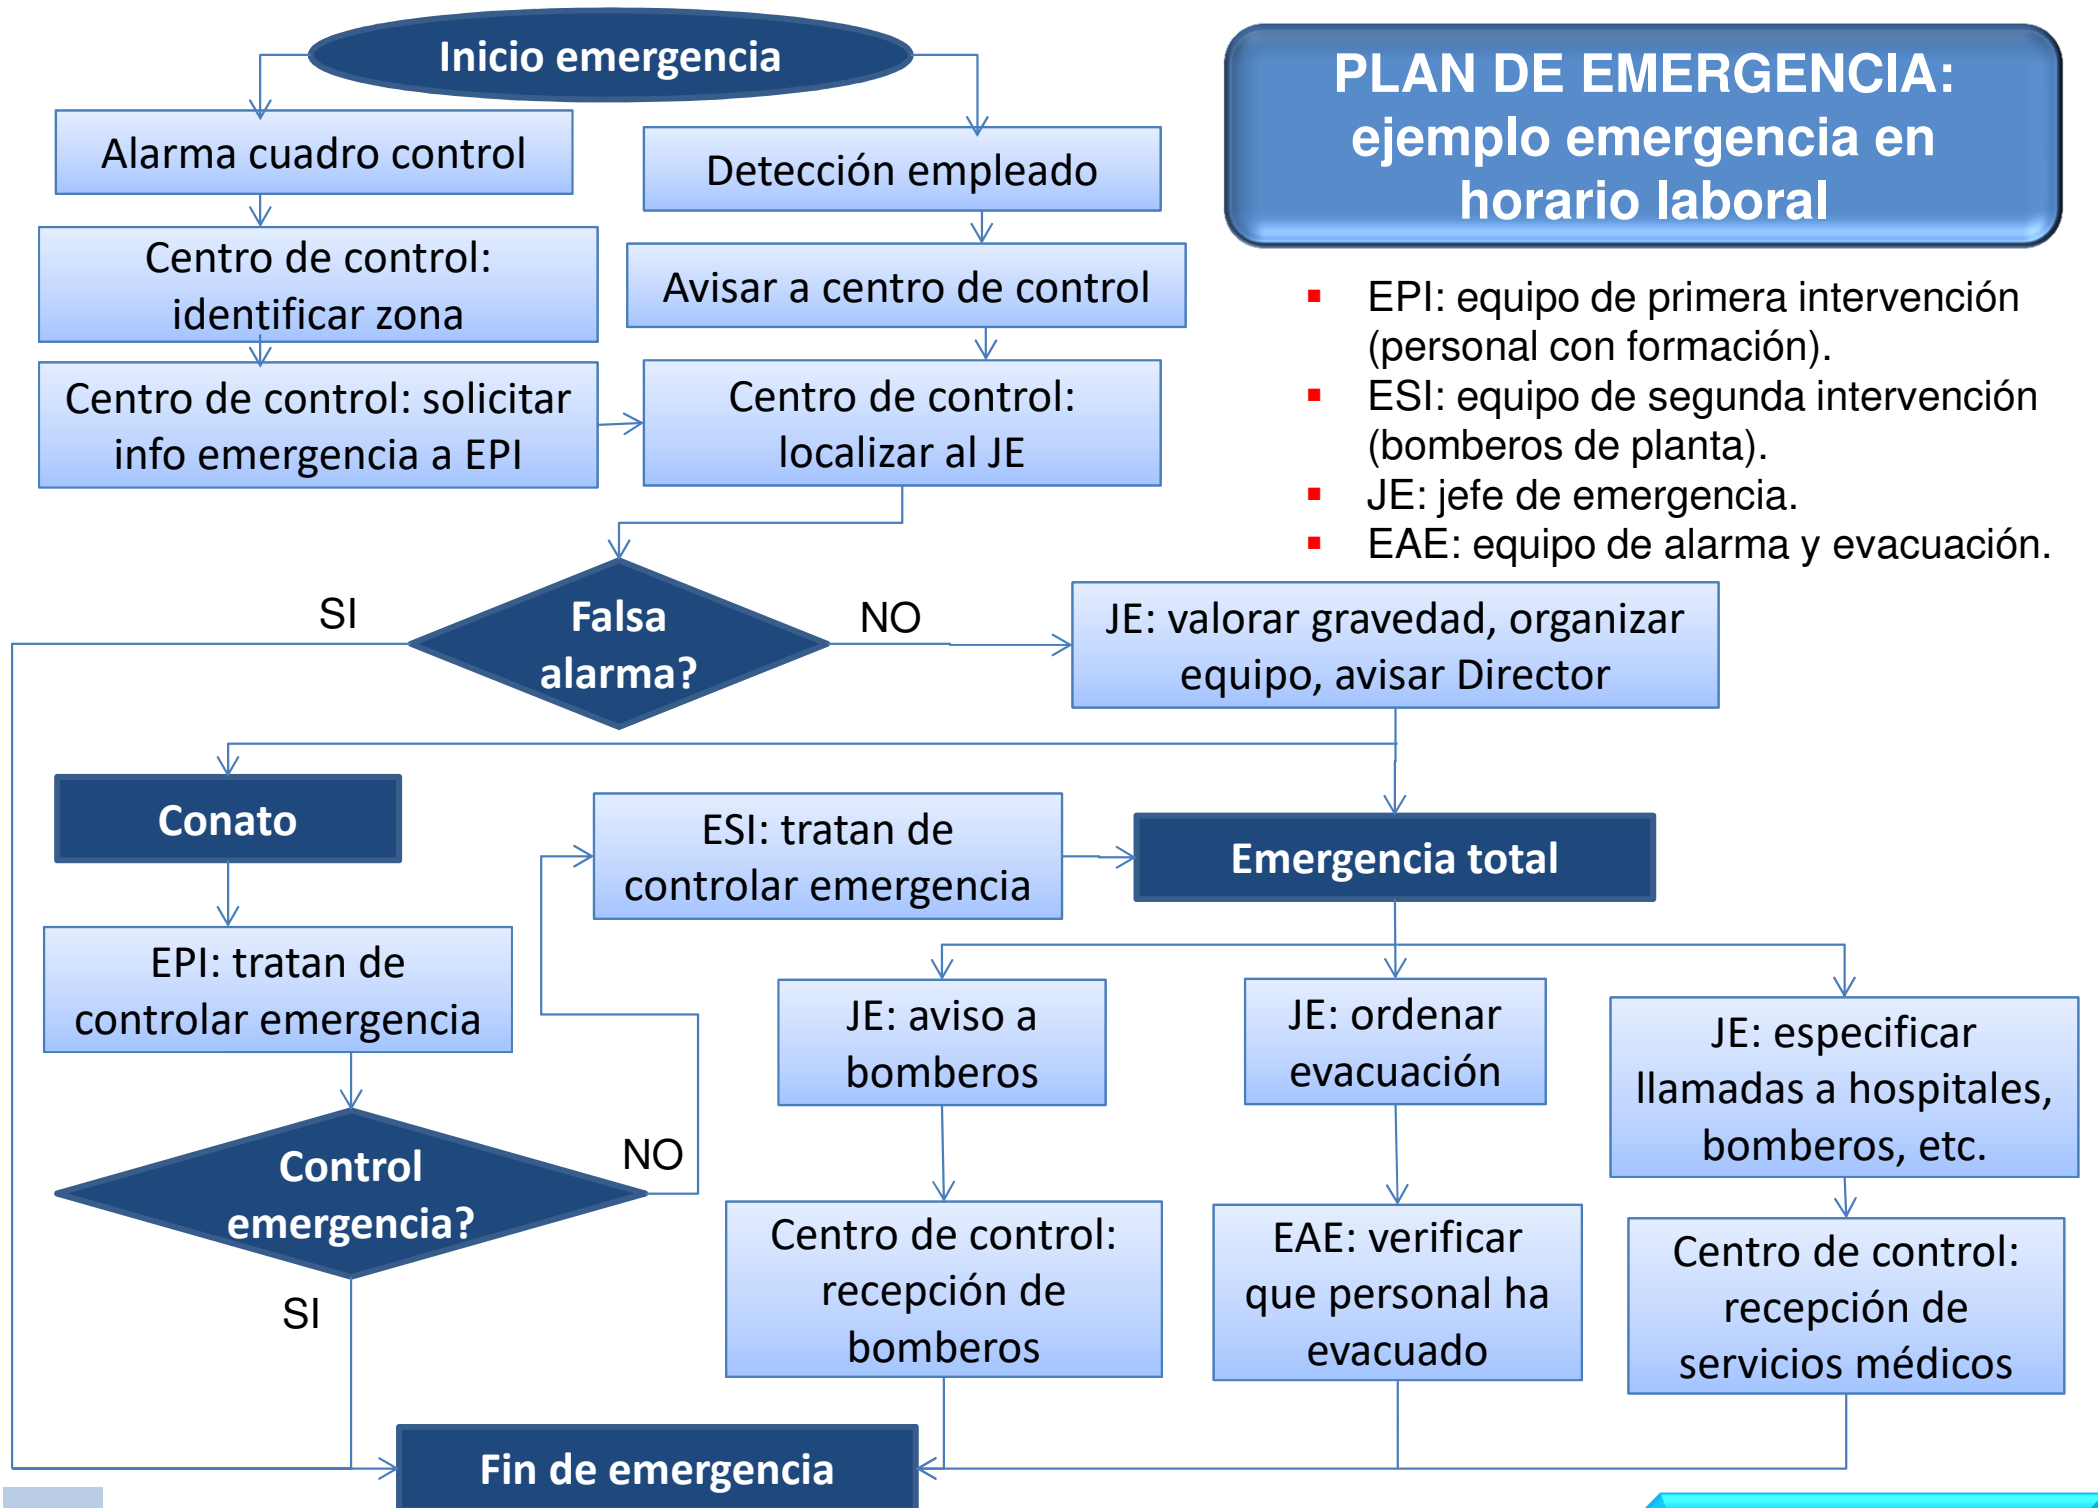 Inicio emergencia
PLAN DE EMERGENCIA:
ejemplo emergencia en
horario laboral
Alarma cuadro control
Detección empleado
Centro de control:
identificar zona
Avisar a centro de control
Centro de control: solicitar
info emergencia a EPI
Centro de control:
localizar al JE
EPI: equipo de primera intervención
(personal con formación).
ESI: equipo de segunda intervención
(bomberos de planta).
JE: jefe de emergencia.
EAE: equipo de alarma y evacuación.
SI
Falsa
alarma?
NO
JE: valorar gravedad, organizar
equipo, avisar Director
Conato
ESI: tratan de
controlar emergencia
Emergencia total
EPI: tratan de
controlar emergencia
JE: aviso a
bomberos
JE: ordenar
evacuación
JE: especificar
llamadas a hospitales,
bomberos, etc.
Control
emergencia?
NO
SI
Centro de control:
recepción de
bomberos
EAE: verificar
que personal ha
evacuado
Centro de control:
recepción de
servicios médicos
Fin de emergencia